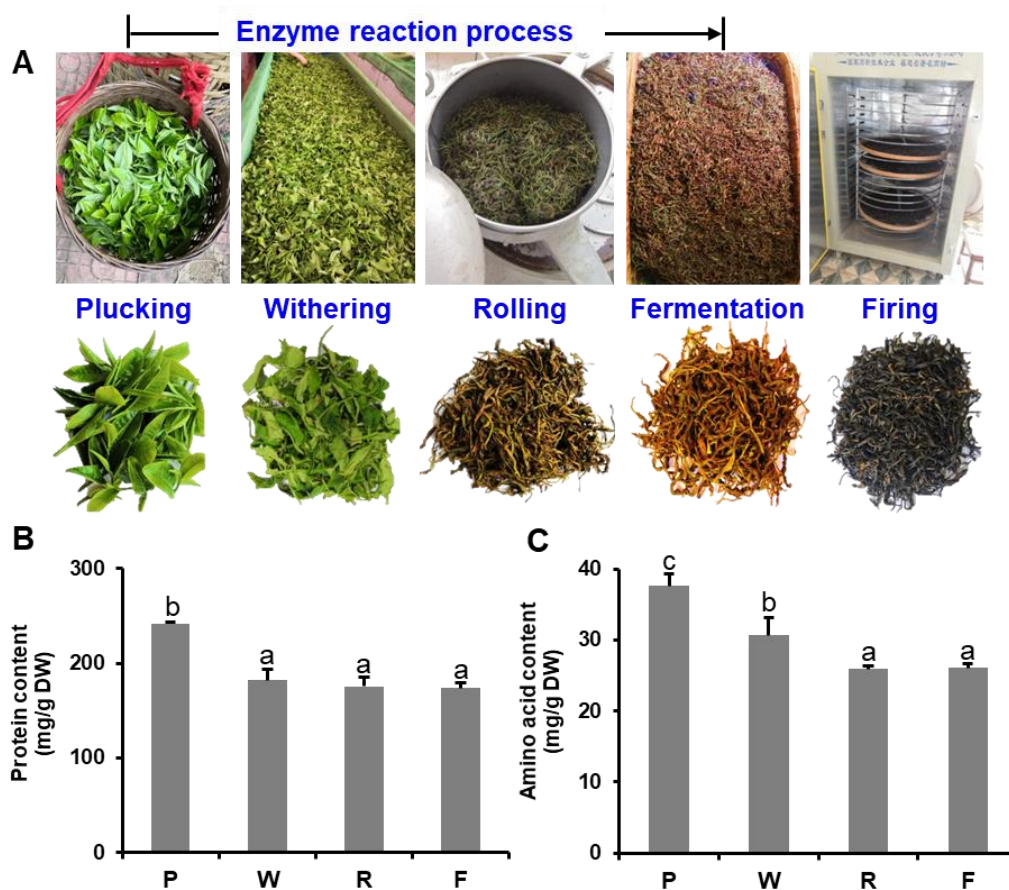 Enzyme reaction process
A
Plucking
Withering
Rolling
Fermentation
Firing
B
Protein content
(mg/g DW)
300
200
100
0
b
a
a
a
P
W
R
F
C
Amino acid content
(mg/g DW)
40
30
20
10
0
c
b
a
a
P
W
R
F